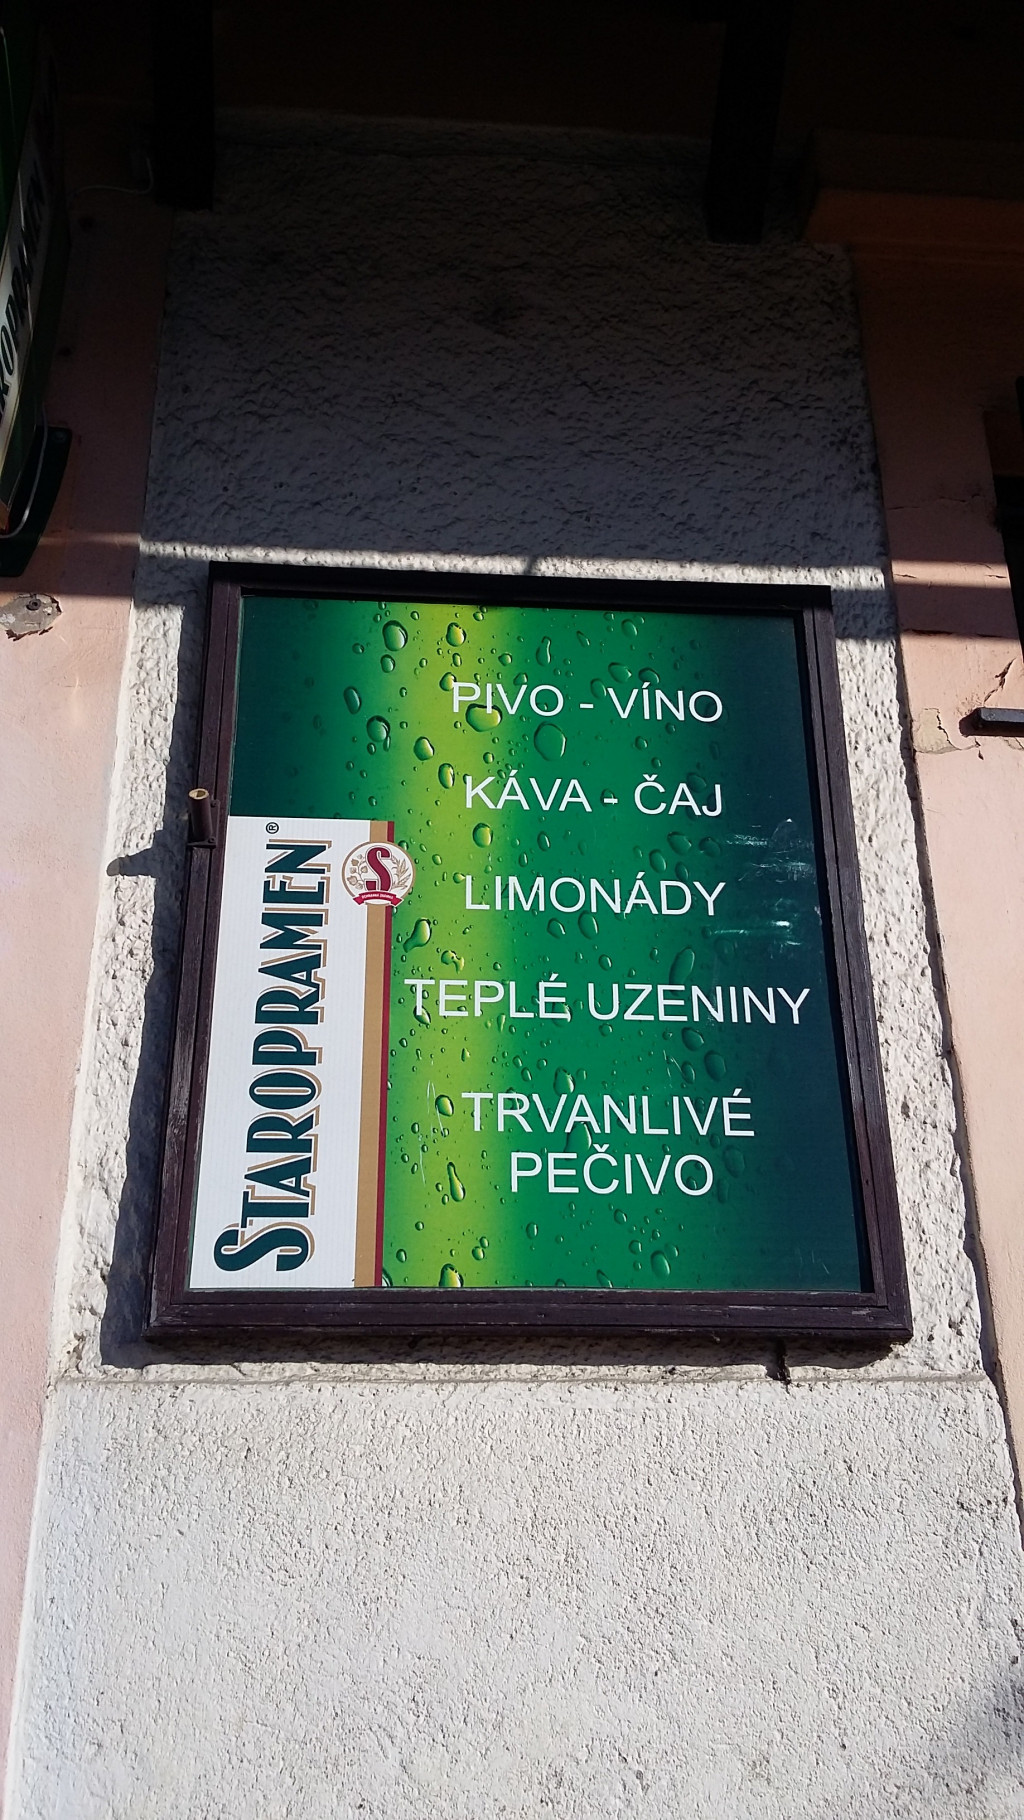 PIVO - VÍNO
KÁVA - ČAJ
LIMONÁDY
TEPLÉ UZENINY
TRVANLIVÉ
PEČIVO
STAROPRAMEN®
S